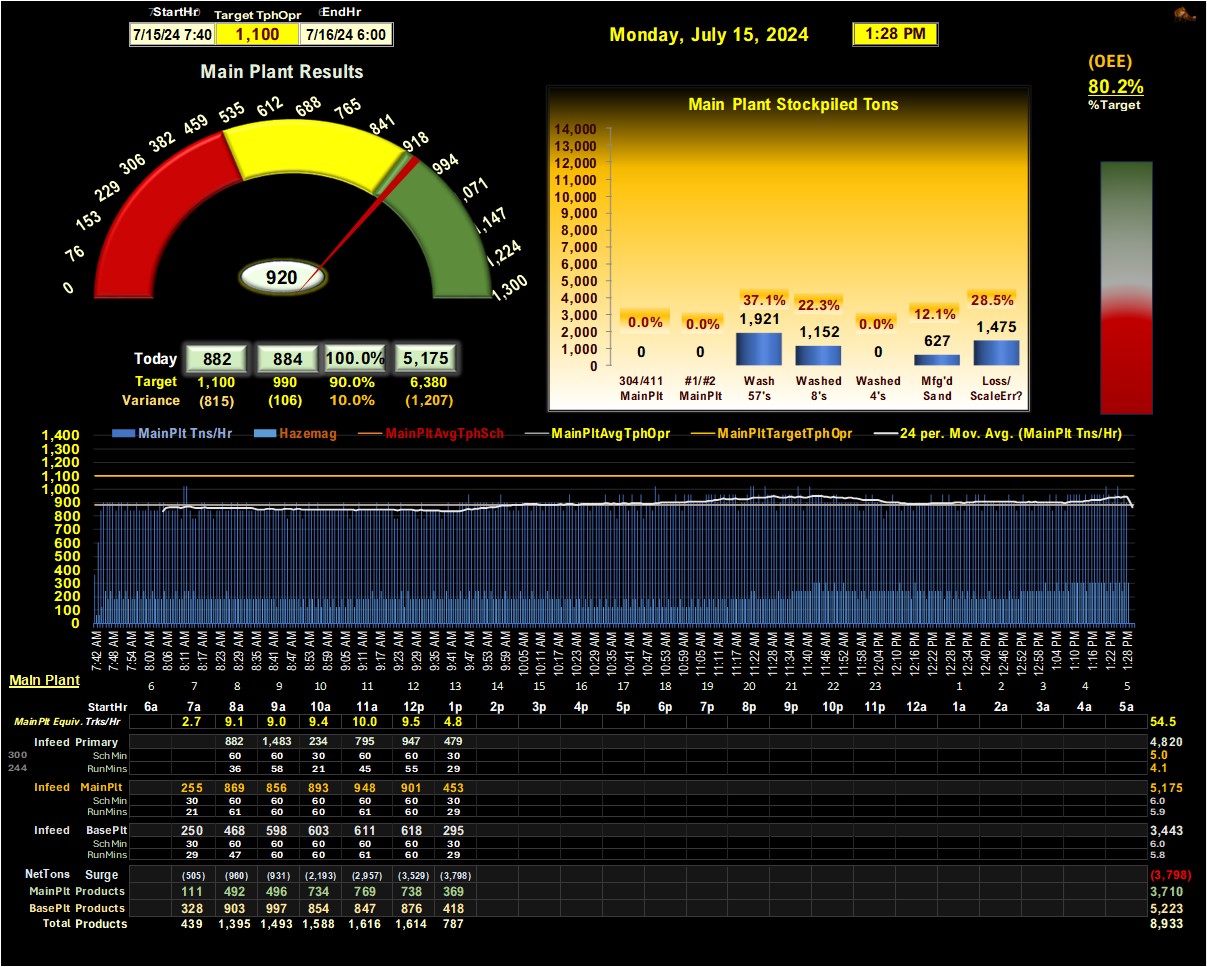 StartHr Target TphOpr EndHr
7/15/24 7:40 1,100 7/16/24 6:00
Monday, July 15, 2024 1:28 PM
(OEE)
80.2%
%Target
Main Plant Results
0 76 153 229 306 382 459 535 612 688 765 841 918 994 ,071 ,147 1,224 1,300
920
Today 882 884 100.0% 5,175
Target 1,100 990 90.0% 6,380
Variance (815) (106) 10.0% (1,207)
Main Plant Stockpiled Tons
14,000
13,000
12,000
11,000
10,000
9,000
8,000
7,000
6,000
5,000
4,000
3,000
2,000
1,000
0
0.0% 0.0% 37.1% 22.3% 0.0% 12.1% 28.5%
0 0 1,921 1,152 0 627 1,475
304/411 #1/#2 Wash Washed Washed Mfg'd Loss/
MainPlt MainPlt 57's 8's 4's Sand ScaleErr?
MainPlt Tns/Hr Hazemag MainPltAvgTphSch MainPltAvgTphOpr MainPltTargetTphOpr 24 per. Mov. Avg. (MainPlt Tns/Hr)
1,400
1,300
1,200
1,100
1,000
900
800
700
600
500
400
300
200
100
0
7:42 AM 7:48 AM 7:54 AM 8:00 AM 8:06 AM 8:11 AM 8:17 AM 8:23 AM 8:29 AM 8:35 AM 8:41 AM 8:47 AM 8:53 AM 8:59 AM 9:05 AM 9:11 AM 9:17 AM 9:23 AM 9:29 AM 9:35 AM 9:41 AM 9:47 AM 9:53 AM 9:59 AM 10:05 AM 10:11 AM 10:17 AM 10:23 AM 10:29 AM 10:35 AM 10:41 AM 10:47 AM 10:53 AM 10:59 AM 11:05 AM 11:11 AM 11:17 AM 11:22 AM 11:28 AM 11:34 AM 11:40 AM 11:46 AM 11:52 AM 11:58 AM 12:04 PM 12:10 PM 12:16 PM 12:22 PM 12:28 PM 12:34 PM 12:40 PM 12:46 PM 12:52 PM 12:58 PM 1:04 PM 1:10 PM 1:16 PM 1:22 PM 1:28 PM
Main Plant
6 7 8 9 10 11 12 13 14 15 16 17 18 19 20 21 22 23 1 2 3 4 5
StartHr 6a 7a 8a 9a 10a 11a 12p 1p 2p 3p 4p 5p 6p 7p 8p 9p 10p 11p 12a 1a 2a 3a 4a 5a
MainPlt Equiv. Trks/Hr 2.7 9.1 9.0 9.4 10.0 9.5 4.8 54.5
Infeed Primary 882 1,483 234 795 947 479 4,820
300 Sch Min 60 60 30 60 60 30 5.0
244 RunMins 36 58 21 45 55 29 4.1
Infeed MainPlt 255 869 856 893 948 901 453 5,175
Sch Min 30 60 60 60 60 60 30 6.0
RunMins 21 61 60 60 61 60 29 5.9
Infeed BasePlt 250 468 598 603 611 618 295 3,443
Sch Min 30 60 60 60 60 60 30 6.0
RunMins 29 47 60 60 61 60 29 5.8
NetTons Surge (505) (960) (931) (2,193) (2,957) (3,529) (3,798) (3,798)
MainPlt Products 111 492 496 734 769 738 369 3,710
BasePlt Products 328 903 997 854 847 876 418 5,223
Total Products 439 1,395 1,493 1,588 1,616 1,614 787 8,933